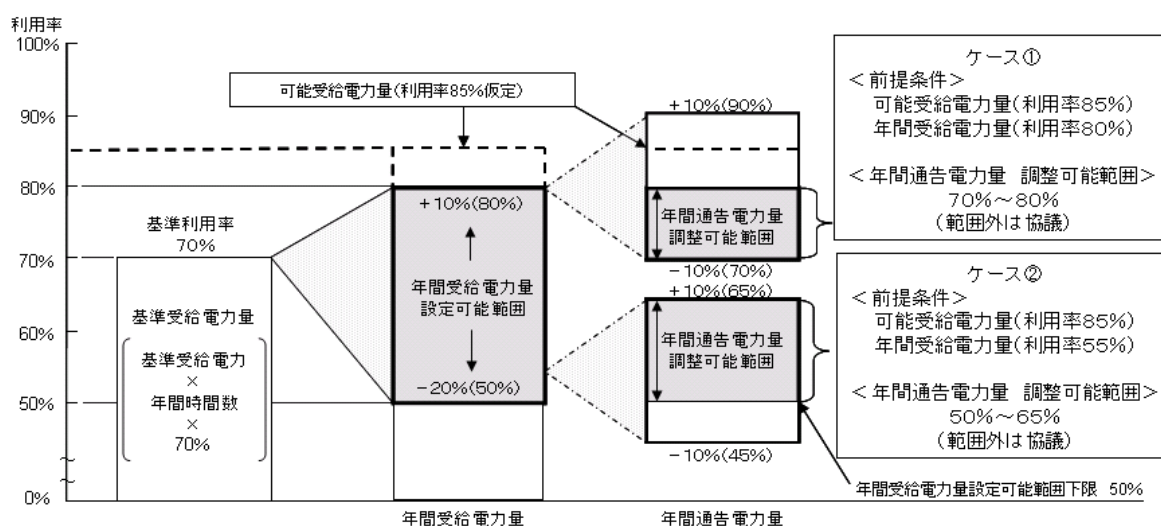 利用率
100%
90%
80%
70%
60%
50%
0%
可能受給電力量(利用率85%仮定)
基準利用率
70%
基準受給電力量
基準受給電力
×
年間時間数
×
70%
+10%(80%)
年間受給電力量
設定可能範囲
-20%(50%)
年間受給電力量
+10%(90%)
年間通告電力量
調整可能範囲
-10%(70%)
+10%(65%)
年間通告電力量
調整可能範囲
-10%(45%)
年間通告電力量
ケース①
<前提条件>
可能受給電力量(利用率85%)
年間受給電力量(利用率80%)
<年間通告電力量 調整可能範囲>
70%~80%
(範囲外は協議)
ケース②
<前提条件>
可能受給電力量(利用率85%)
年間受給電力量(利用率55%)
<年間通告電力量 調整可能範囲>
50%~65%
(範囲外は協議)
年間受給電力量設定可能範囲下限 50%